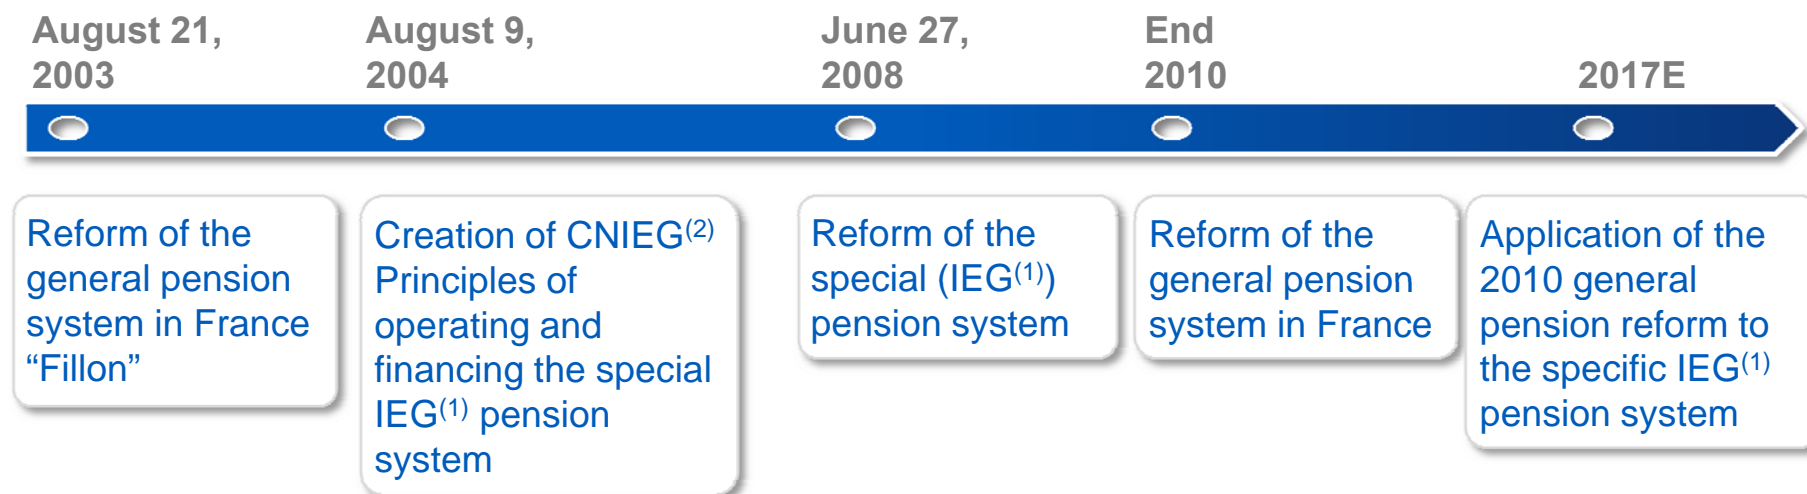 August 21,
2003
August 9,
2004
June 27,
2008
End
2010
2017E
Reform of the
general pension
system in France
“Fillon”
Creation of CNIEG(2)
Principles of
operating and
financing the special
IEG(1) pension
system
Reform of the
special (IEG(1))
pension system
Reform of the
general pension
system in France
Application of the
2010 general
pension reform to
the specific IEG(1)
pension system